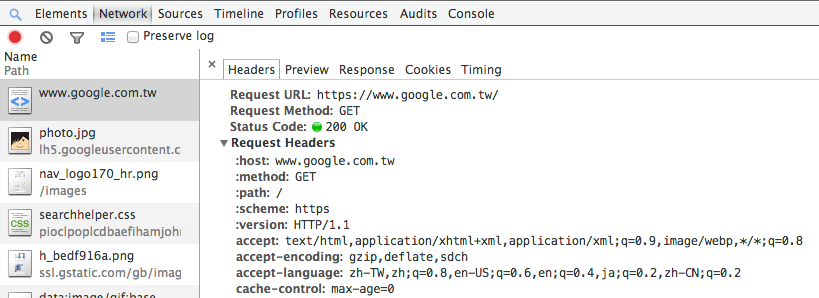 Elements Network Sources Timeline Profiles Resources Audits Console
Preserve log
Name
Path
www.google.com.tw
photo.jpg
lh5.googleusercontent.c
nav_logo170_hr.png
/images
searchhelper.css
CSS
pioclpoplcdbaefihamjohn
h_bedf916a.png
ssl.gstatic.com/gb/imag
data:image/gif;base
× Headers Preview Response Cookies Timing
Request URL: https://www.google.com.tw/
Request Method: GET
Status Code: 200 OK
▼ Request Headers
:host: www.google.com.tw
:method: GET
:path: /
:scheme: https
:version: HTTP/1.1
accept: text/html,application/xhtml+xml,application/xml;q=0.9,image/webp,*/*;q=0.8
accept-encoding: gzip,deflate,sdch
accept-language: zh-TW,zh;q=0.8,en-US;q=0.6,en;q=0.4,ja;q=0.2,zh-CN;q=0.2
cache-control: max-age=0